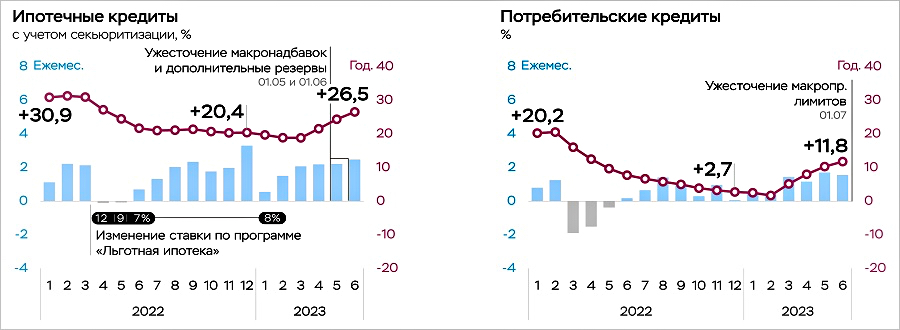 Ипотечные кредиты
с учетом секьюритизации, %
Ужесточение макронадбавок
и дополнительные резервы
01.05 и 01.06
8 Ежемес.
Год. 40
6
30
4
20
2
10
0
0
-2
-10
-4
-20
+30,9
+20,4
+26,5
12 9 7% 8%
Изменение ставки по программе
«Льготная ипотека»
1 2 3 4 5 6 7 8 9 10 11 12 1 2 3 4 5 6
2022 2023
Потребительские кредиты
%
8 Ежемес.
Год. 40
Ужесточение макропр.
лимитов
01.07
6
30
4
20
2
10
0
0
-2
-10
-4
-20
+20,2
+2,7
+11,8
1 2 3 4 5 6 7 8 9 10 11 12 1 2 3 4 5 6
2022 2023